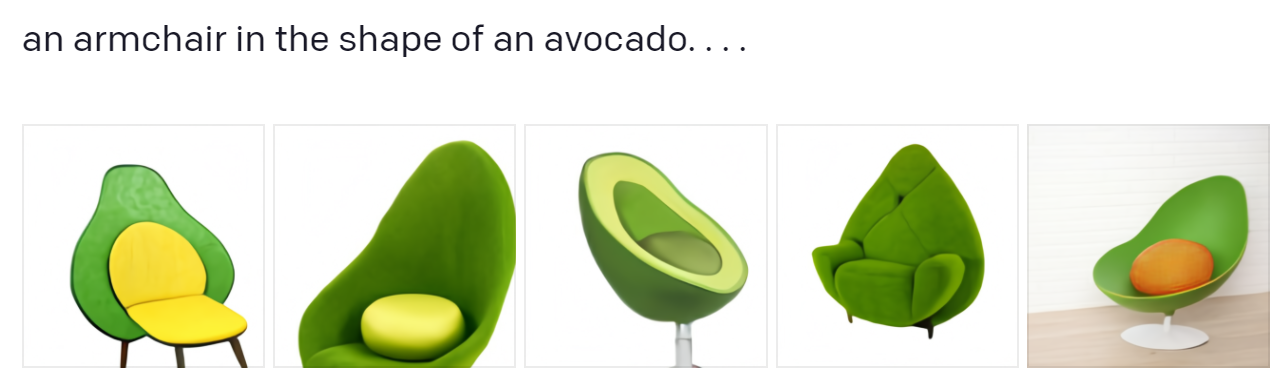 an armchair in the shape of an avocado. . . .